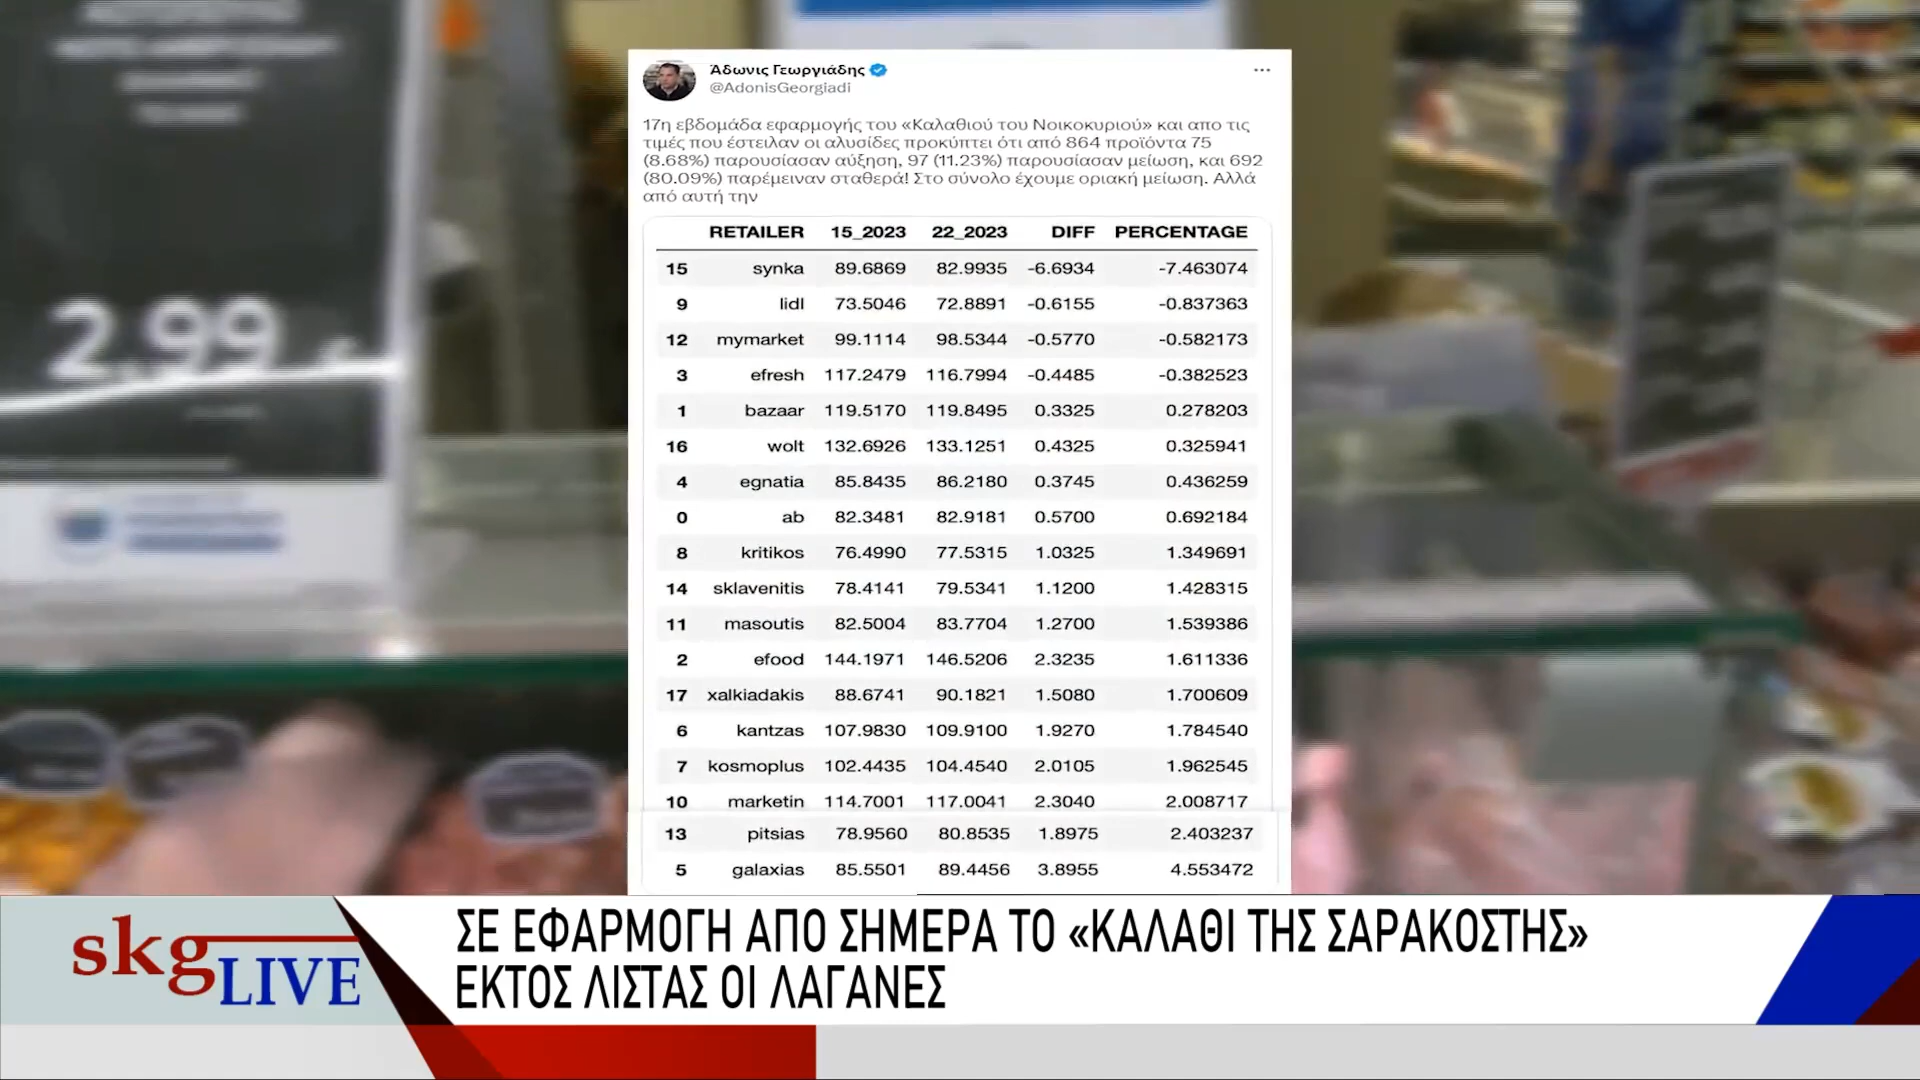 2,99 €
Άδωνις Γεωργιάδης
@AdonisGeorgiadi
17η εβδομάδα εφαρμογής του «Καλαθιού του Νοικοκυριού» και απο τις
τιμές που έστειλαν οι αλυσίδες προκύπτει ότι από 864 προϊόντα 75
(8.68%) παρουσίασαν αύξηση, 97 (11.23%) παρουσίασαν μείωση, και 692
(80.09%) παρέμειναν σταθερά! Στο σύνολο έχουμε οριακή μείωση. Αλλά
από αυτή την
RETAILER 15_2023 22_2023 DIFF PERCENTAGE
15 synka 89.6869 82.9935 -6.6934 -7.463074
9 lidl 73.5046 72.8891 -0.6155 -0.837363
12 mymarket 99.1114 98.5344 -0.5770 -0.582173
3 efresh 117.2479 116.7994 -0.4485 -0.382523
1 bazaar 119.5170 119.8495 0.3325 0.278203
16 wolt 132.6926 133.1251 0.4325 0.325941
4 egnatia 85.8435 86.2180 0.3745 0.436259
0 ab 82.3481 82.9181 0.5700 0.692184
8 kritikos 76.4990 77.5315 1.0325 1.349691
14 sklavenitis 78.4141 79.5341 1.1200 1.428315
11 masoutis 82.5004 83.7704 1.2700 1.539386
2 efood 144.1971 146.5206 2.3235 1.611336
17 xalkiadakis 88.6741 90.1821 1.5080 1.700609
6 kantzas 107.9830 109.9100 1.9270 1.784540
7 kosmoplus 102.4435 104.4540 2.0105 1.962545
10 marketin 114.7001 117.0041 2.3040 2.008717
13 pitsias 78.9560 80.8535 1.8975 2.403237
5 galaxias 85.5501 89.4456 3.8955 4.553472
skg LIVE
ΣΕ ΕΦΑΡΜΟΓΗ ΑΠΟ ΣΗΜΕΡΑ ΤΟ «ΚΑΛΑΘΙ ΤΗΣ ΣΑΡΑΚΟΣΤΗΣ»
ΕΚΤΟΣ ΛΙΣΤΑΣ ΟΙ ΛΑΓΑΝΕΣ